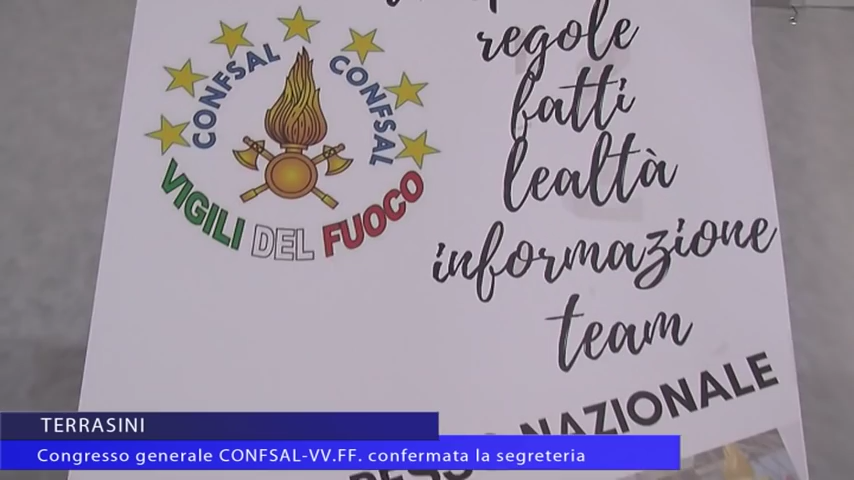 CONFSAL CONFSAL
VIGILI DEL FUOCO
regole
fatti
lealtà
informazione
team
NAZIONALE
TERRASINI
Congresso generale CONFSAL-VV.FF. confermata la segreteria